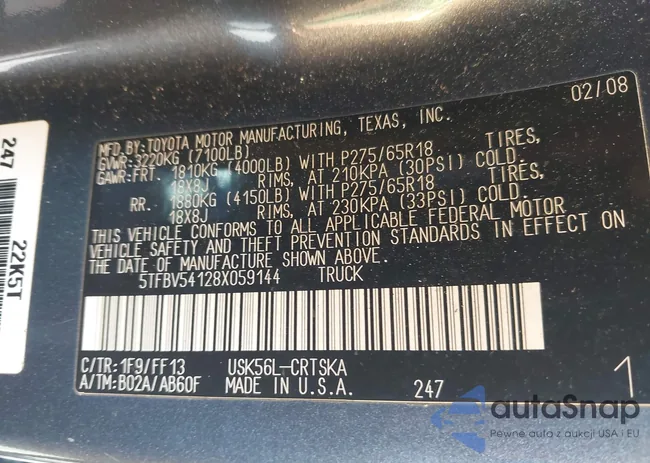 02/08
MFD.BY:TOYOTA MOTOR MANUFACTURING, TEXAS, INC.
GVWR:3220KG (7100LB)
GAWR:FRT. 1810KG (4000LB) WITH P275/65R18 TIRES,
18X8J RIMS, AT 210KPA (30PSI) COLD.
RR. 1880KG (4150LB) WITH P275/65R18 TIRES,
18X8J RIMS, AT 230KPA (33PSI) COLD.
THIS VEHICLE CONFORMS TO ALL APPLICABLE FEDERAL MOTOR
VEHICLE SAFETY AND THEFT PREVENTION STANDARDS IN EFFECT ON
THE DATE OF MANUFACTURE SHOWN ABOVE.
5TFBV54128X059144 TRUCK
C/TR:1F9/FF13 USK56L-CRTSKA
A/TM:B02A/AB60F MADE IN U.S.A. 247
1
247
22K5T
autaSnap
Pewne auta z aukcji USA i EU